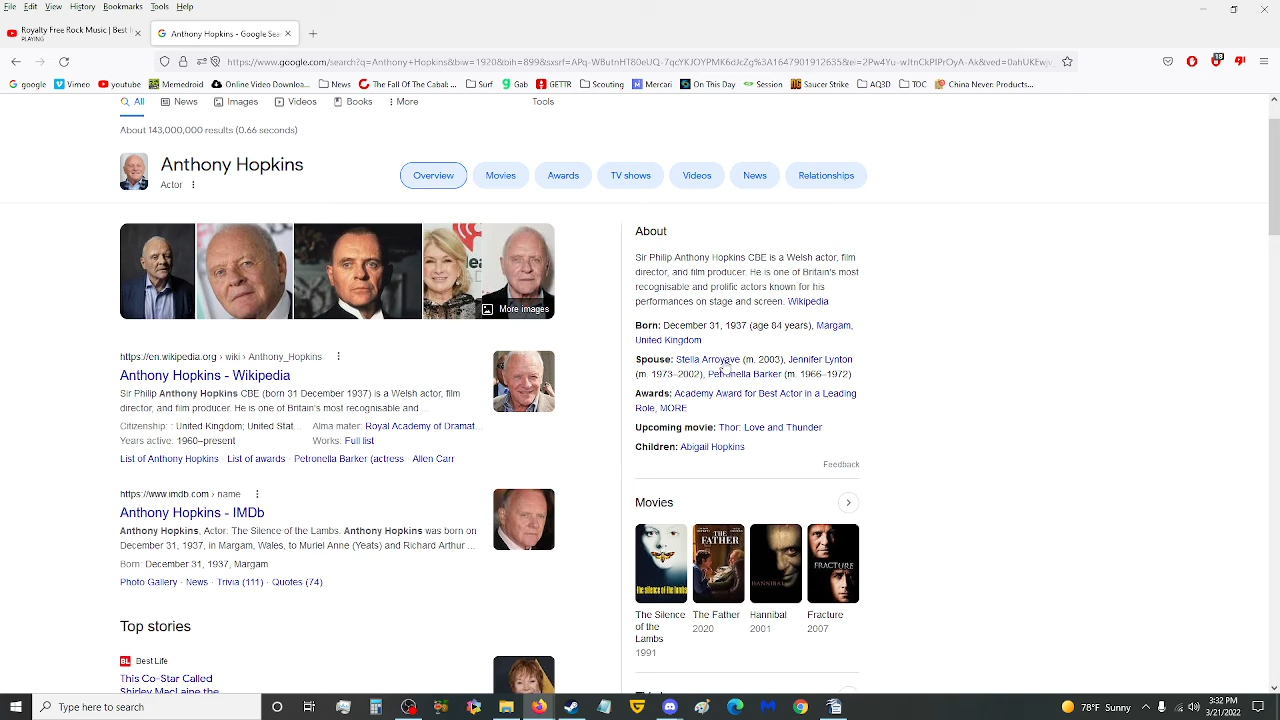 File Edit View History Bookmarks Tools Help
Royalty Free Rock Music | Best
PLAYING
Anthony Hopkins - Google Sea
google Vimeo youtube Memedroid Online Video Downlo... The Fall Of The Cabal:... Surf Gab GETTR News Scripting Hammer... Mercari On This Day Session Saucer Strike AQ3D TOC China Never: Products...
All News Images Videos Books More Tools
About 143,000,000 results (0.66 seconds)
Anthony Hopkins
Actor
Overview Movies Awards TV shows Videos News Relationships
More images
https://en.wikipedia.org › wiki › Anthony_Hopkins
Anthony Hopkins - Wikipedia
Sir Philip Anthony Hopkins CBE (born 31 December 1937) is a Welsh actor, film
director, and film producer. He is one of Britain's most recognisable and ...
Citizenship: : United Kingdom; United Stat... Alma mater: Royal Academy of Dramat...
Years active: 1960–present Works: Full list
List of Anthony Hopkins · List of awards · Petronella Barker (actress · Allen Carr
https://www.imdb.com › name
Anthony Hopkins - IMDb
Anthony Hopkins, Actor: The Silence of the Lambs. Anthony Hopkins was born on
December 31, 1937, in Margam, Wales, to Muriel Anne (Yeats) and Richard Arthur ...
Born: December 31, 1937, Margam
Photo Gallery · News · Trivia (111) · Quotes (74)
Top stories
BL Best Life
This Co-Star Called
Shirley MacLaine the
About
Sir Philip Anthony Hopkins CBE is a Welsh actor, film
director, and film producer. He is one of Britain's most
recognisable and prolific actors known for his
performances on stage and screen. Wikipedia
Born: December 31, 1937 (age 84 years), Margam,
United Kingdom
Spouse: Stella Arroyave (m. 2003), Jennifer Lynton
(m. 1973–2002), Petronella Barker (m. 1966–1972)
Awards: Academy Award for Best Actor in a Leading
Role, MORE
Upcoming movie: Thor: Love and Thunder
Children: Abigail Hopkins
Feedback
Movies
the silence of the lambs
THE FATHER
HANNIBAL
FRACTURE
The Silence of the Lambs
1991
The Father
2020
Hannibal
2001
Fracture
2007
Type here to search
78°F Sunny
3:32 PM
3/21/2022